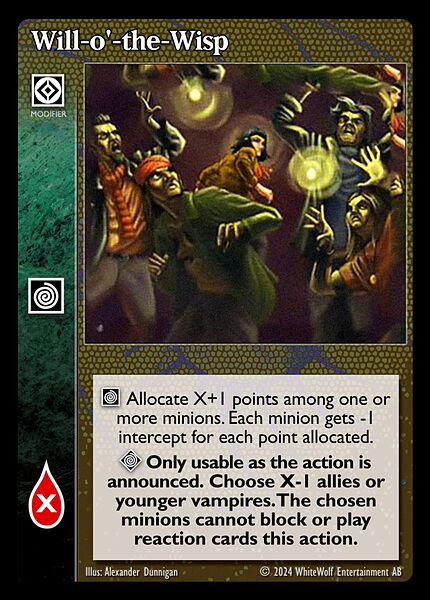 Will-o'-the-Wisp
MODIFIER
Allocate X+1 points among one or
more minions. Each minion gets -1
intercept for each point allocated.
Only usable as the action is
announced. Choose X-1 allies or
younger vampires.The chosen
minions cannot block or play
reaction cards this action.
X
Illus: Alexander Dunnigan © 2024 WhiteWolf Entertainment AB